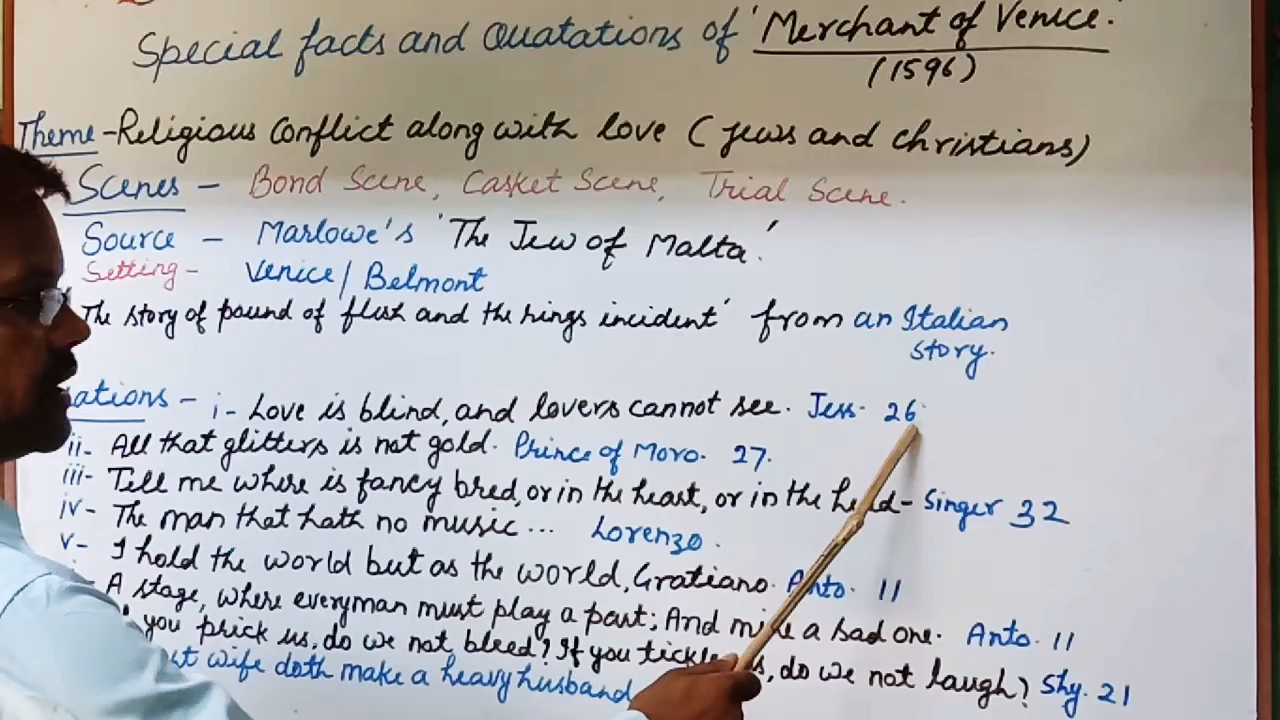 Special facts and Quatations of 'Merchant of Venice.'
(1596)
Theme - Religious Conflict along with love (Jews and christians)
Scenes - Bond Scene, Casket Scene, Trial Scene.
Source - Marlowe's 'The Jew of Malta.'
Setting - Venice/Belmont
The story of pound of flesh and the rings incident' from an Italian
story.
ations - i- Love is blind, and lovers cannot see. Jess. 26.
ii- All that glitters is not gold. Prince of Moro. 27.
iii- Tell me where is fancy bred, or in the heart, or in the head - Singer 32
iv- The man that hath no music ... Lorenzo.
v- I hold the world but as the world, Gratiano. Anto. 11
A stage, where everyman must play a part; And mine a sad one. Anto. 11
you prick us, do we not bleed? If you tickle us, do we not laugh? Shy. 21
wife doth make a heavy husband